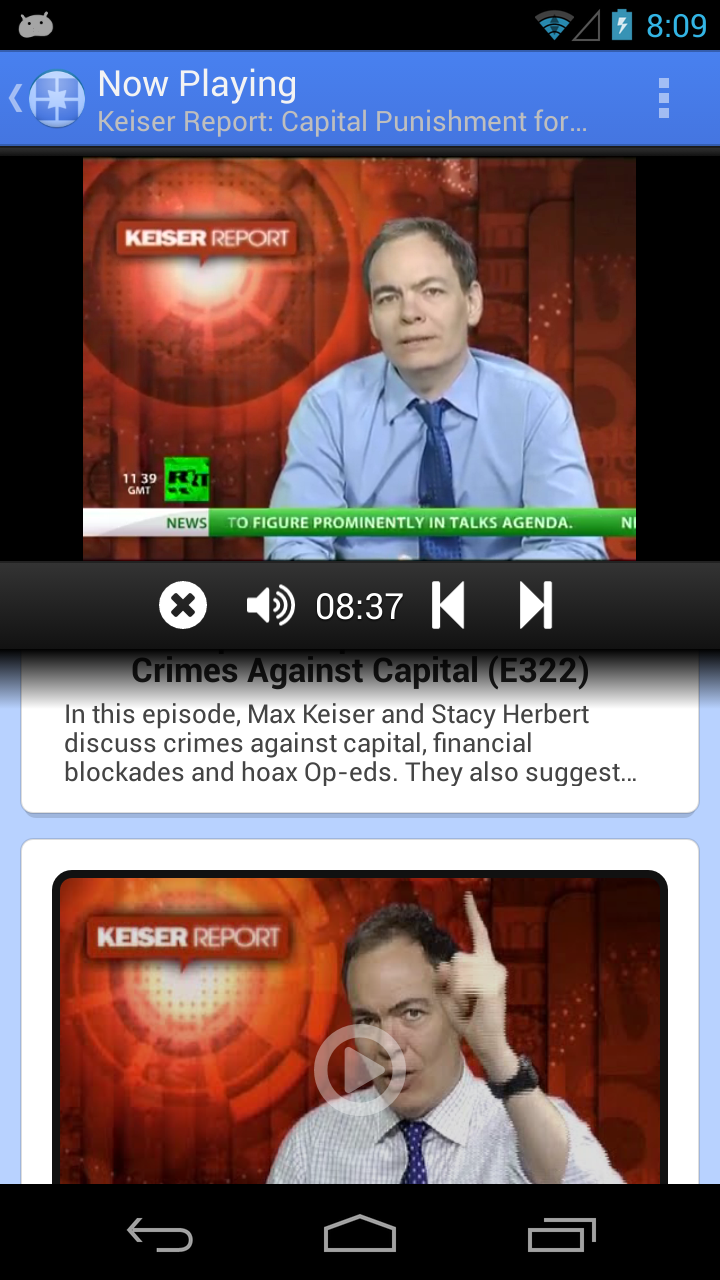 8:09
Now Playing
Keiser Report: Capital Punishment for...
KEISER REPORT
11 39
GMT
RT
NEWS TO FIGURE PROMINENTLY IN TALKS AGENDA.
08:37
Crimes Against Capital (E322)
In this episode, Max Keiser and Stacy Herbert
discuss crimes against capital, financial
blockades and hoax Op-eds. They also suggest...
KEISER REPORT